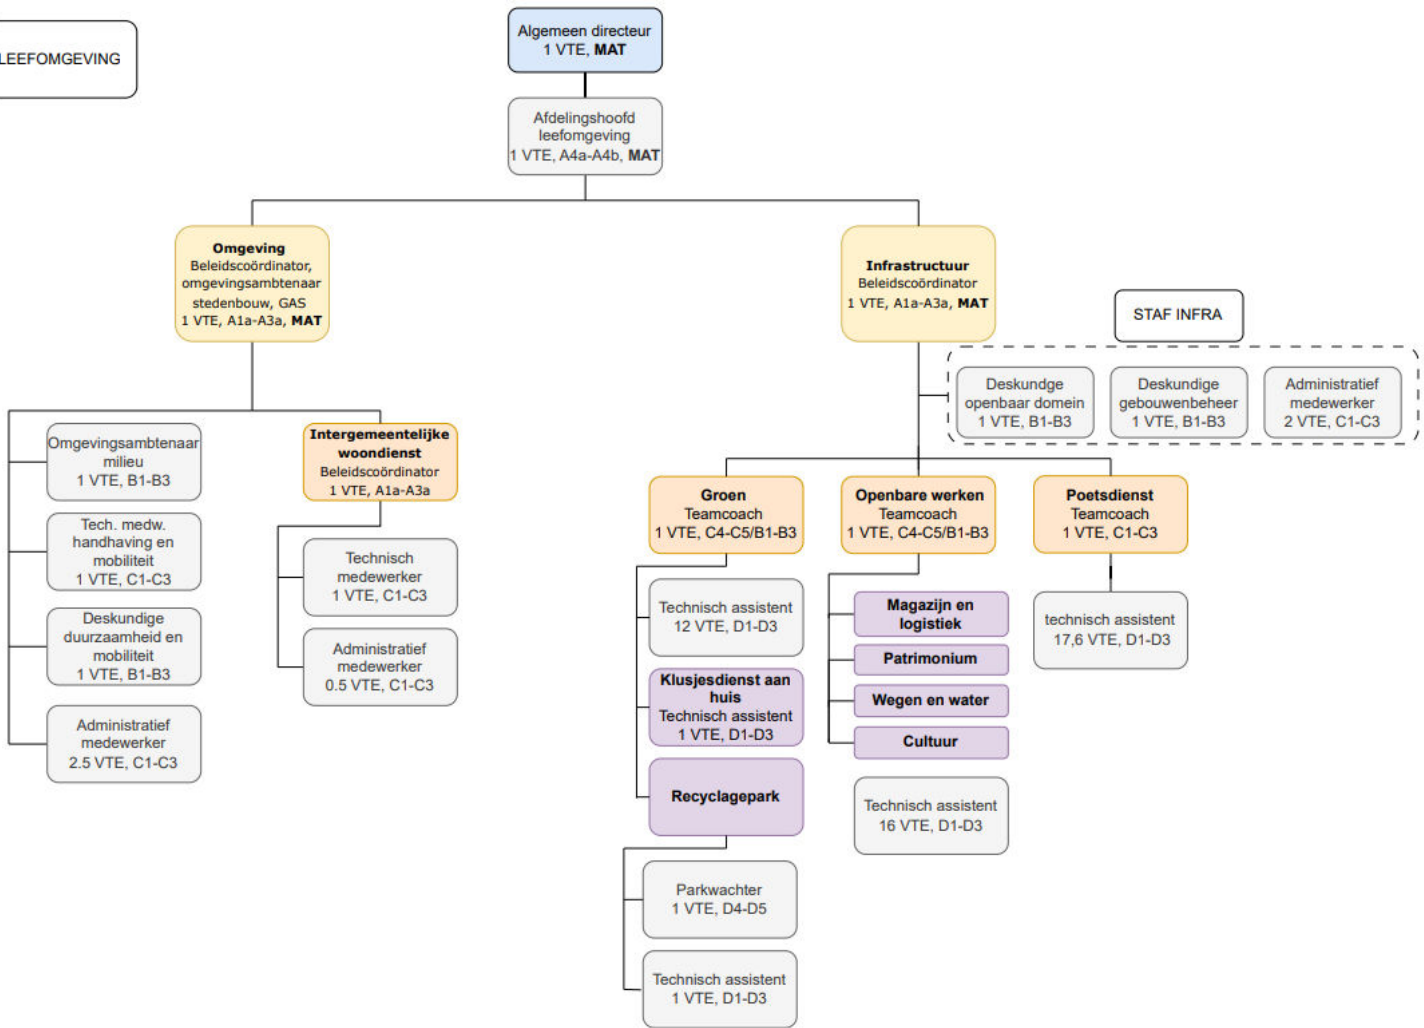 LEEFOMGEVING
Algemeen directeur
1 VTE, MAT
Afdelingshoofd
leefomgeving
1 VTE, A4a-A4b, MAT
Omgeving
Beleidscoördinator,
omgevingsambtenaar
stedenbouw, GAS
1 VTE, A1a-A3a, MAT
Infrastructuur
Beleidscoördinator
1 VTE, A1a-A3a, MAT
STAF INFRA
Deskundge
openbaar domein
1 VTE, B1-B3
Deskundige
gebouwenbeheer
1 VTE, B1-B3
Administratief
medewerker
2 VTE, C1-C3
Omgevingsambtenaar
milieu
1 VTE, B1-B3
Tech. medw.
handhaving en
mobiliteit
1 VTE, C1-C3
Deskundige
duurzaamheid en
mobiliteit
1 VTE, B1-B3
Administratief
medewerker
2.5 VTE, C1-C3
Intergemeentelijke
woondienst
Beleidscoördinator
1 VTE, A1a-A3a
Technisch
medewerker
1 VTE, C1-C3
Administratief
medewerker
0.5 VTE, C1-C3
Groen
Teamcoach
1 VTE, C4-C5/B1-B3
Technisch assistent
12 VTE, D1-D3
Klusjesdienst aan
huis
Technisch assistent
1 VTE, D1-D3
Recyclagepark
Parkwachter
1 VTE, D4-D5
Technisch assistent
1 VTE, D1-D3
Openbare werken
Teamcoach
1 VTE, C4-C5/B1-B3
Magazijn en
logistiek
Patrimonium
Wegen en water
Cultuur
Technisch assistent
16 VTE, D1-D3
Poetsdienst
Teamcoach
1 VTE, C1-C3
technisch assistent
17,6 VTE, D1-D3